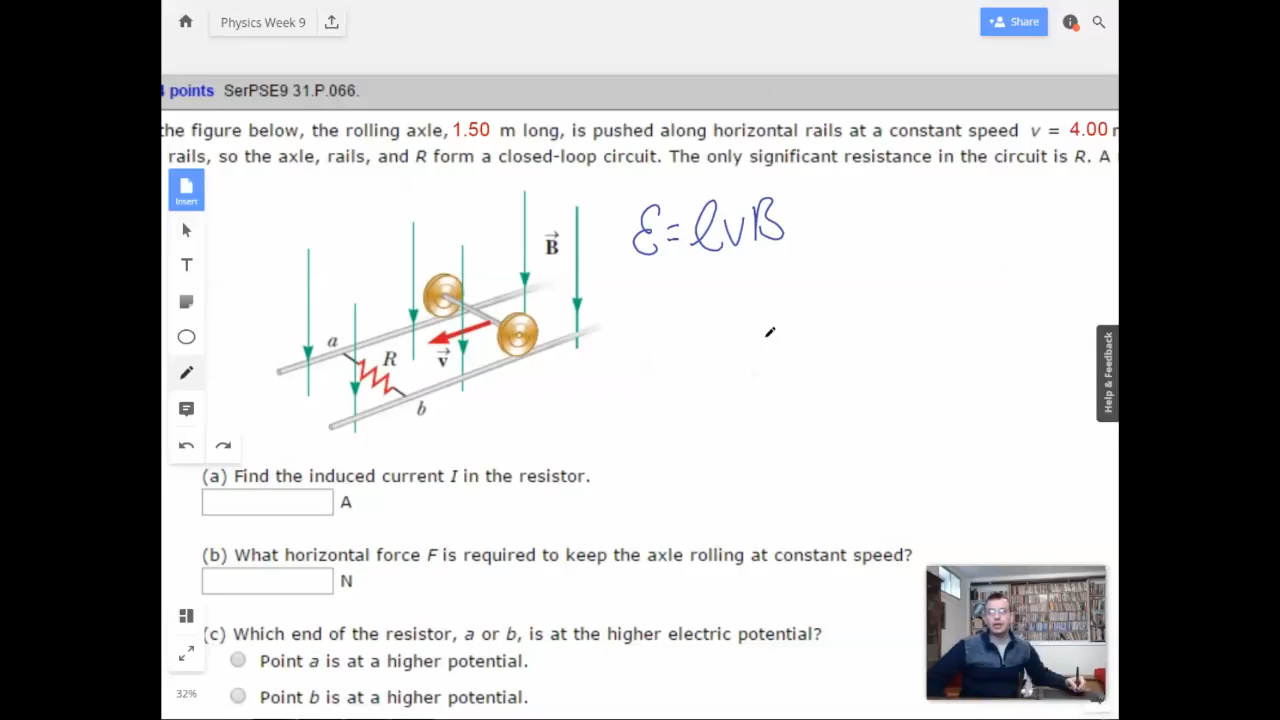 Physics Week 9
Share
points SerPSE9 31.P.066.
the figure below, the rolling axle, 1.50 m long, is pushed along horizontal rails at a constant speed v = 4.00
rails, so the axle, rails, and R form a closed-loop circuit. The only significant resistance in the circuit is R. A
Insert
T
B
ℰ = ℓvB
a
R
v
b
Help & Feedback
(a) Find the induced current I in the resistor.
A
(b) What horizontal force F is required to keep the axle rolling at constant speed?
N
(c) Which end of the resistor, a or b, is at the higher electric potential?
Point a is at a higher potential.
32%
Point b is at a higher potential.